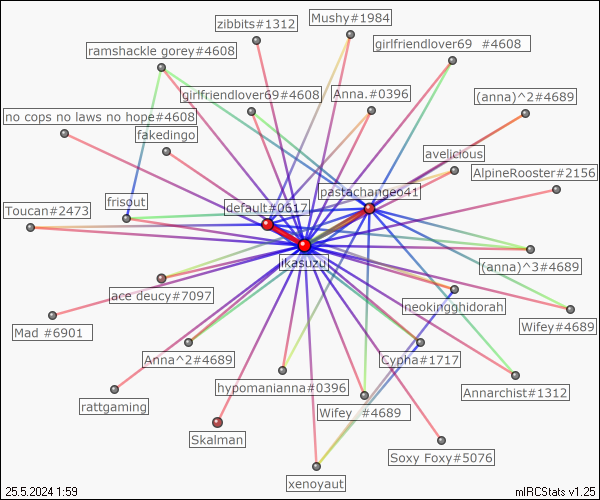 Mushy#1984
zibbits#1312
ramshackle gorey#4608
girlfriendlover69 _#4608
girlfriendlover69#4608
Anna.#0396
(anna)^2#4689
no cops no laws no hope#4608
fakedingo
avelicious
AlpineRooster#2156
pastachangeo41
frisout
default#0617
Toucan#2473
ikasuzu
(anna)^3#4689
ace deucy#7097
neokingghidorah
Mad_#6901
Wifey#4689
Anna^2#4689
Cypha#1717
hypomanianna#0396
Annarchist#1312
rattgaming
Wifey_#4689
Skalman
Soxy Foxy#5076
xenoyaut
25.5.2024 1:59
mIRCStats v1.25